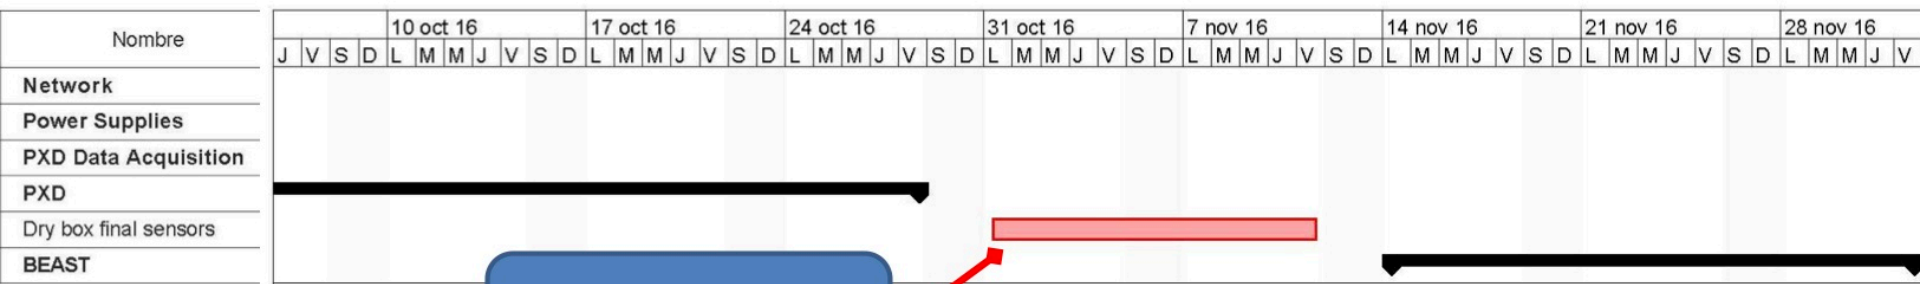 Nombre
10 oct 16 17 oct 16 24 oct 16 31 oct 16 7 nov 16 14 nov 16 21 nov 16 28 nov 16
J V S D L M M J V S D L M M J V S D L M M J V S D L M M J V S D L M M J V S D L M M J V S D L M M J V S D L M M J V
Network
Power Supplies
PXD Data Acquisition
PXD
Dry box final sensors
BEAST